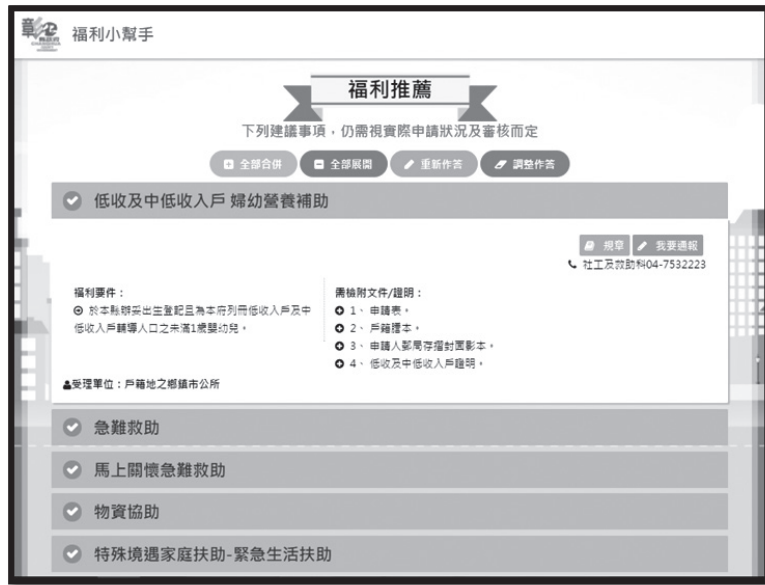 福利小幫手
福利推薦
下列建議事項，仍需視實際申請狀況及審核而定
全部合併 全部展開 重新作答 調整作答
低收及中低收入戶 婦幼營養補助
規章 我要通報
社工及救助科04-7532223
福利要件：
於本縣辦妥出生登記且為本府列冊低收入戶及中
低收入戶輔導人口之未滿1歲嬰幼兒。
需檢附文件/證明：
1、申請表。
2、戶籍謄本。
3、申請人郵局存摺封面影本。
4、低收及中低收入戶證明。
受理單位：戶籍地之鄉鎮市公所
急難救助
馬上關懷急難救助
物資協助
特殊境遇家庭扶助-緊急生活扶助